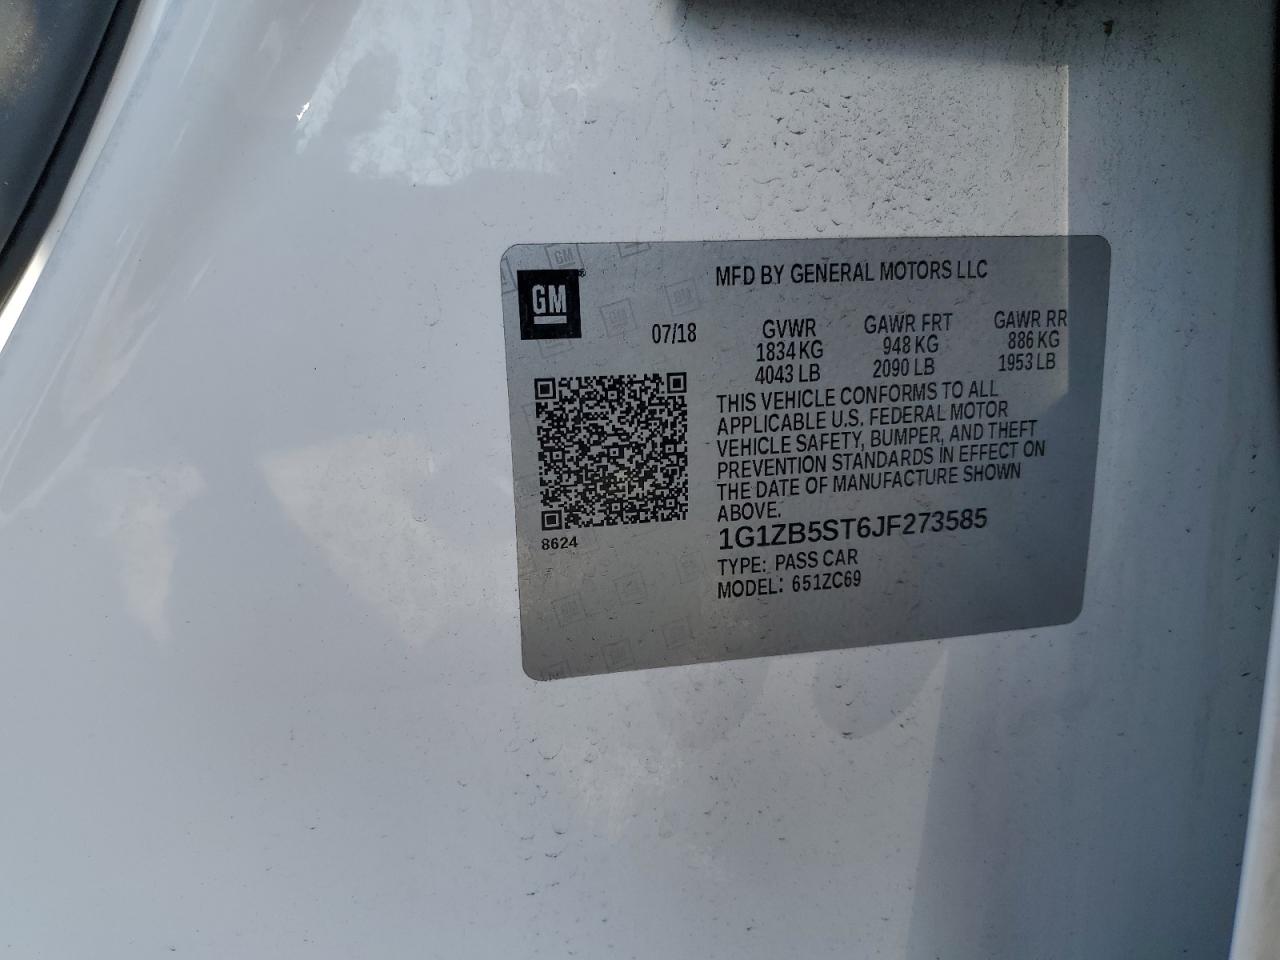 GM
MFD BY GENERAL MOTORS LLC
07/18
GVWR GAWR FRT GAWR RR
1834 KG 948 KG 886 KG
4043 LB 2090 LB 1953 LB
THIS VEHICLE CONFORMS TO ALL
APPLICABLE U.S. FEDERAL MOTOR
VEHICLE SAFETY, BUMPER, AND THEFT
PREVENTION STANDARDS IN EFFECT ON
THE DATE OF MANUFACTURE SHOWN
ABOVE.
8624
1G1ZB5ST6JF273585
TYPE: PASS CAR
MODEL: 651ZC69